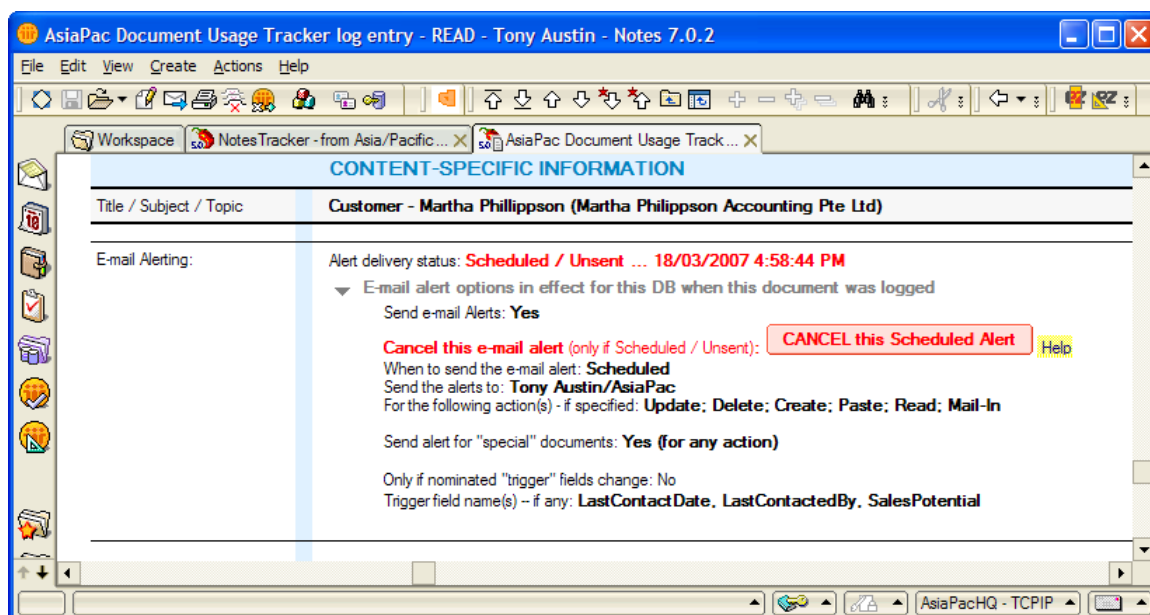 AsiaPac Document Usage Tracker log entry - READ - Tony Austin - Notes 7.0.2
File Edit View Create Actions Help
Workspace NotesTracker - from Asia/Pacific ... AsiaPac Document Usage Track ...
CONTENT-SPECIFIC INFORMATION
Title / Subject / Topic Customer - Martha Phillippson (Martha Philippson Accounting Pte Ltd)
E-mail Alerting: Alert delivery status: Scheduled / Unsent ... 18/03/2007 4:58:44 PM
E-mail alert options in effect for this DB when this document was logged
Send e-mail Alerts: Yes
Cancel this e-mail alert (only if Scheduled / Unsent): CANCEL this Scheduled Alert Help
When to send the e-mail alert: Scheduled
Send the alerts to: Tony Austin/AsiaPac
For the following action(s) - if specified: Update; Delete; Create; Paste; Read; Mail-In
Send alert for "special" documents: Yes (for any action)
Only if nominated "trigger" fields change: No
Trigger field name(s) -- if any: LastContactDate, LastContactedBy, SalesPotential
AsiaPacHQ - TCPIP